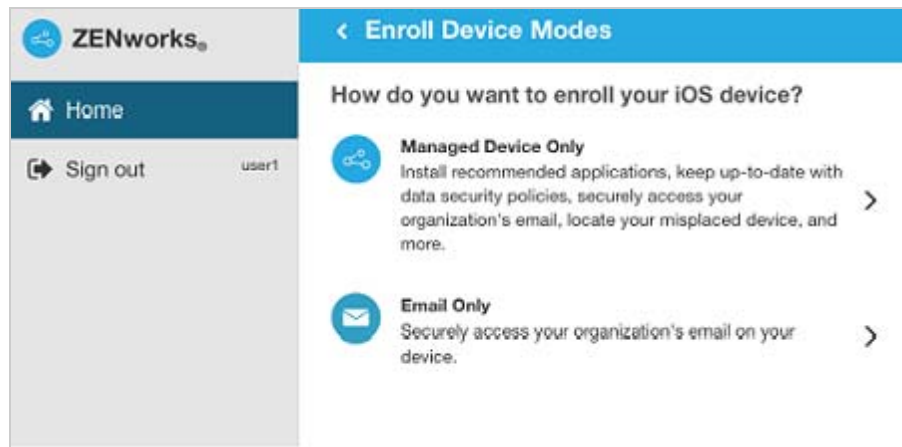 ZENworks®
Home
Sign out user1
Enroll Device Modes
How do you want to enroll your iOS device?
Managed Device Only
Install recommended applications, keep up-to-date with
data security policies, securely access your
organization's email, locate your misplaced device, and
more.
Email Only
Securely access your organization's email on your
device.